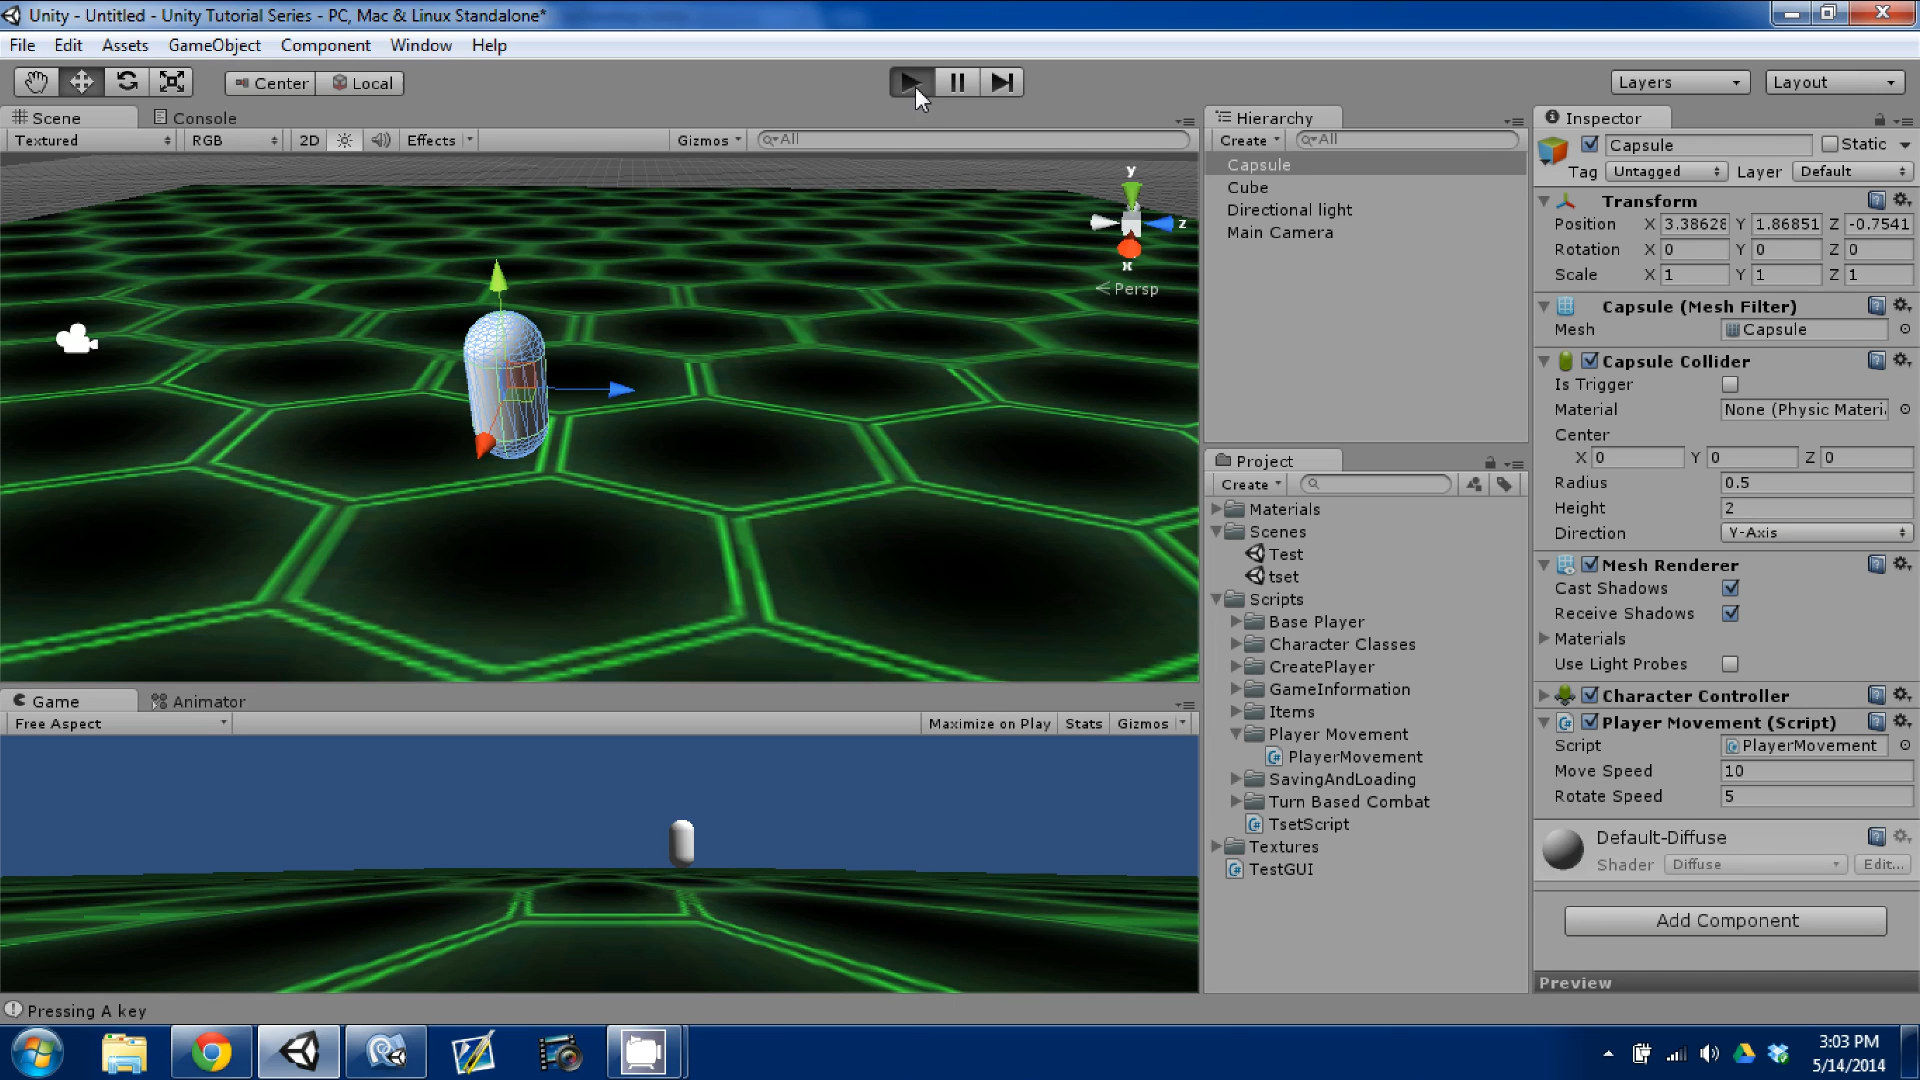 Unity - Untitled - Unity Tutorial Series - PC, Mac & Linux Standalone*
File Edit Assets GameObject Component Window Help
Center Local Layers Layout
Scene Console
Textured RGB 2D Effects Gizmos All
y
z
x
Persp
Game Animator
Free Aspect Maximize on Play Stats Gizmos
Pressing A key
Hierarchy
Create All
Capsule
Cube
Directional light
Main Camera
Project
Create
Materials
Scenes
Test
tset
Scripts
Base Player
Character Classes
CreatePlayer
GameInformation
Items
Player Movement
PlayerMovement
SavingAndLoading
Turn Based Combat
TsetScript
Textures
TestGUI
Inspector
Capsule Static
Tag Untagged Layer Default
Transform
Position X 3.38628 Y 1.86851 Z -0.7541
Rotation X 0 Y 0 Z 0
Scale X 1 Y 1 Z 1
Capsule (Mesh Filter)
Mesh Capsule
Capsule Collider
Is Trigger
Material None (Physic Materi
Center
X 0 Y 0 Z 0
Radius 0.5
Height 2
Direction Y-Axis
Mesh Renderer
Cast Shadows
Receive Shadows
Materials
Use Light Probes
Character Controller
Player Movement (Script)
Script PlayerMovement
Move Speed 10
Rotate Speed 5
Default-Diffuse
Shader Diffuse Edit...
Add Component
Preview
3:03 PM
5/14/2014